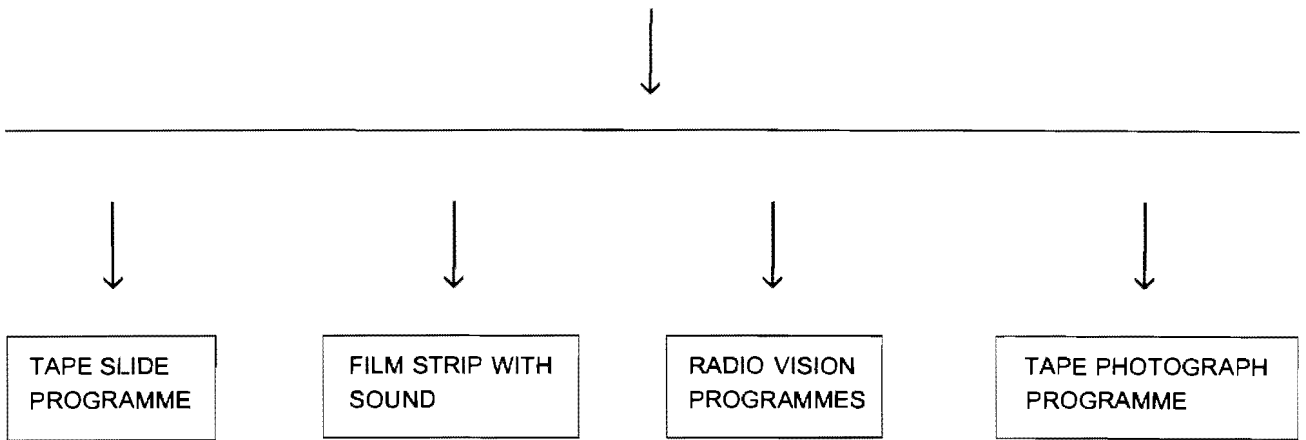 TAPE SLIDE
PROGRAMME
FILM STRIP WITH
SOUND
RADIO VISION
PROGRAMMES
TAPE PHOTOGRAPH
PROGRAMME